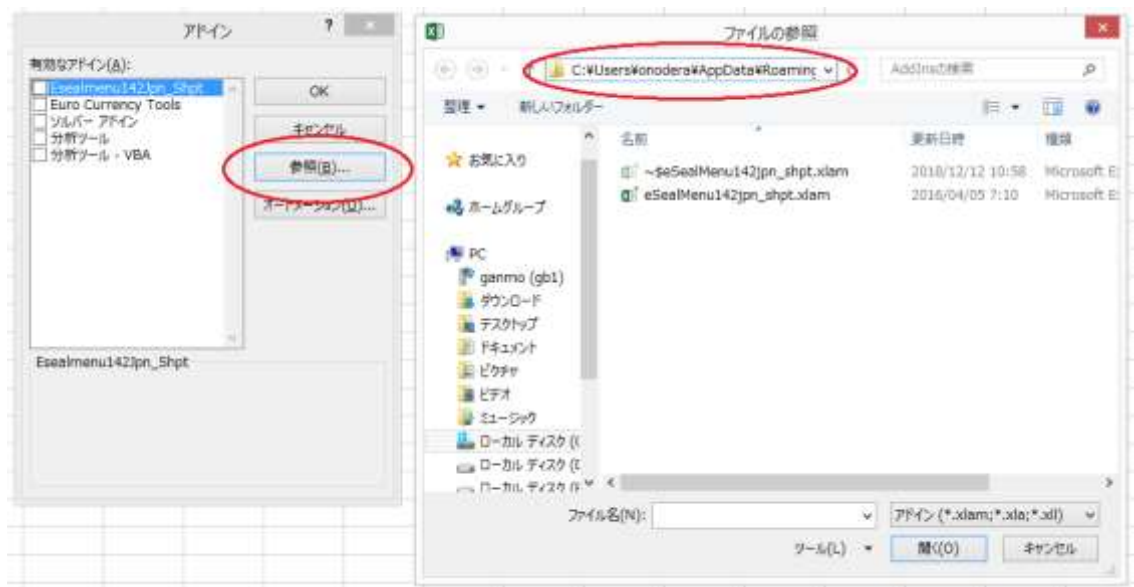 アドイン
?
有効なアドイン(A):
Esealmenu142Jpn_Shpt
Euro Currency Tools
ソルバー アドイン
分析ツール
分析ツール - VBA
OK
キャンセル
参照(B)...
オートメーション(U)...
Esealmenu142Jpn_Shpt
ファイルの参照
C:¥Users¥onodera¥AppData¥Roaming
AddInsの検索
整理
新しいフォルダー
名前
更新日時
種類
~$eSealMenu142jpn_shpt.xlam
2018/12/12 10:58
Microsoft E
eSealMenu142jpn_shpt.xlam
2016/04/05 7:10
Microsoft E
お気に入り
ホームグループ
PC
ganmo (gb1)
ダウンロード
デスクトップ
ドキュメント
ピクチャ
ビデオ
ミュージック
ローカル ディスク (
ローカル ディスク (
ローカル ディスク (
ファイル名(N):
アドイン (*.xlam;*.xla;*.xll)
ツール(L)
開く(O)
キャンセル